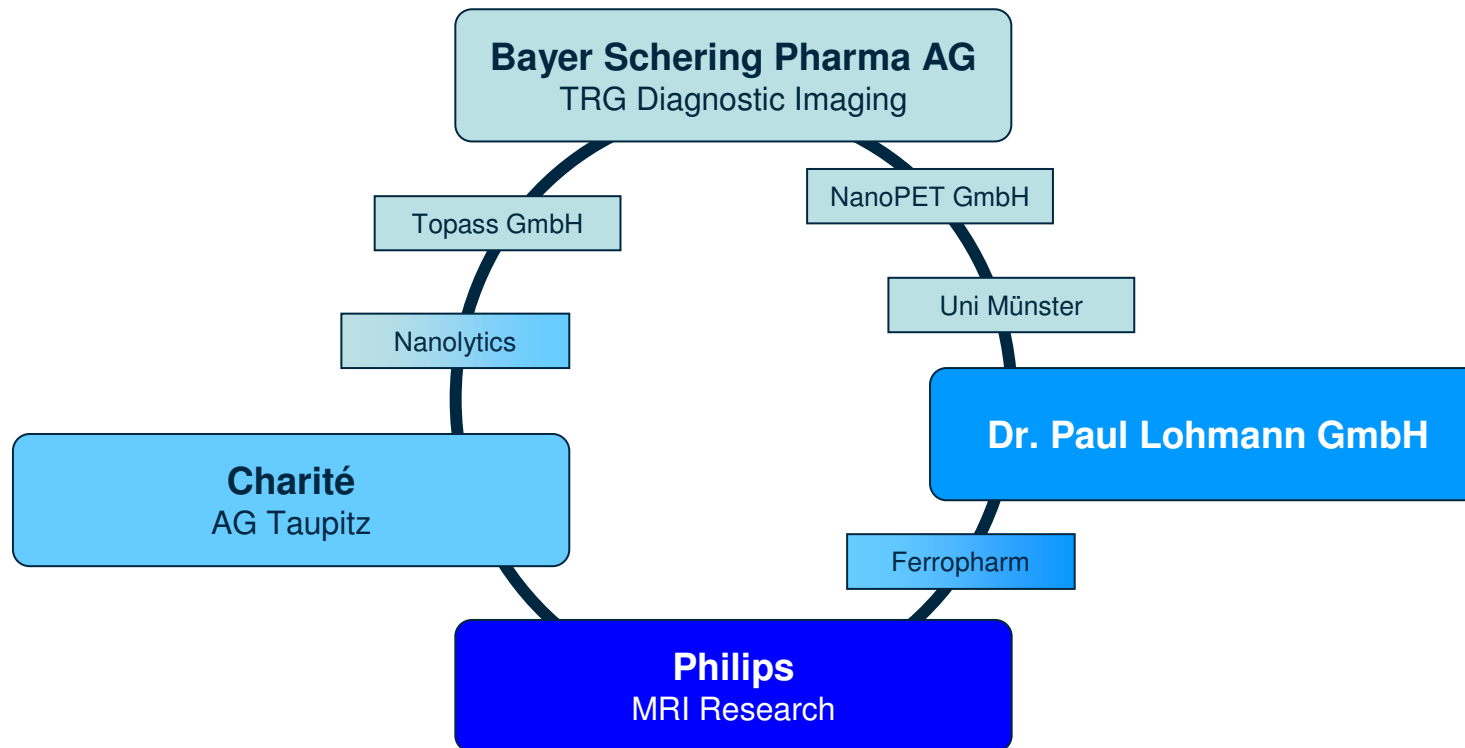 Bayer Schering Pharma AG
TRG Diagnostic Imaging
NanoPET GmbH
Topass GmbH
Uni Münster
Nanolytics
Dr. Paul Lohmann GmbH
Charité
AG Taupitz
Ferropharm
Philips
MRI Research